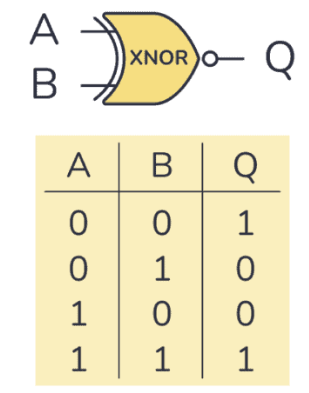 A
XNOR
Q
B
A B Q
0 0 1
0 1 0
1 0 0
1 1 1